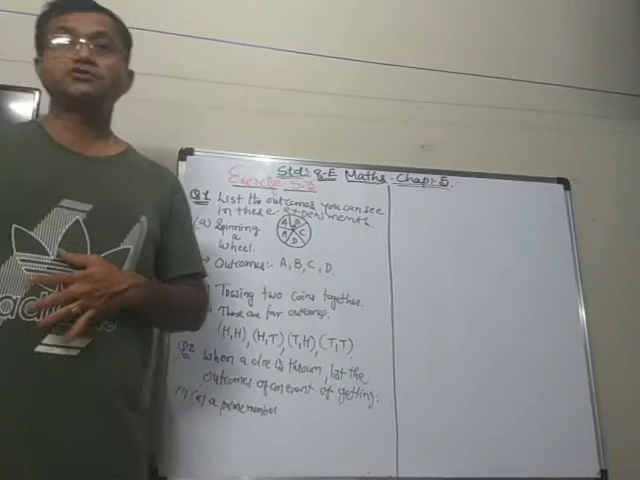 Std: 8-E Maths - Chap: 5.
Exercise 5.3
Q.1 List the outcomes you can see
in these experiments.
(a) Spinning
a
Wheel.
A B C D A
→ Outcomes:- A, B, C, D.
Tossing two coins together.
There are four outcomes.
(H,H), (H,T), (T,H), (T,T)
Q2 When a die is thrown, list the
outcomes of an event of getting:
(i) (a) a prime number
adidas